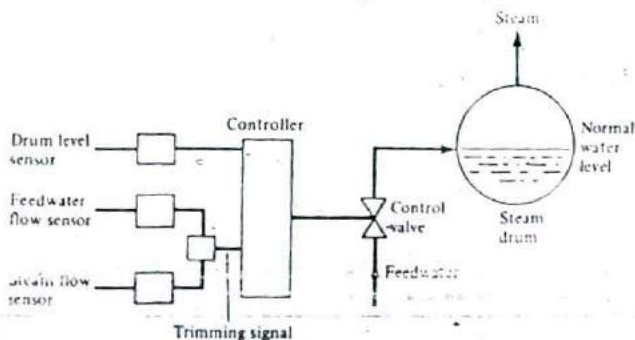 Steam
Controller
Drum level
sensor
Normal
water
level
Feedwater
flow sensor
Control
valve
Steam
drum
Feedwater
flow
sensor
Trimming signal